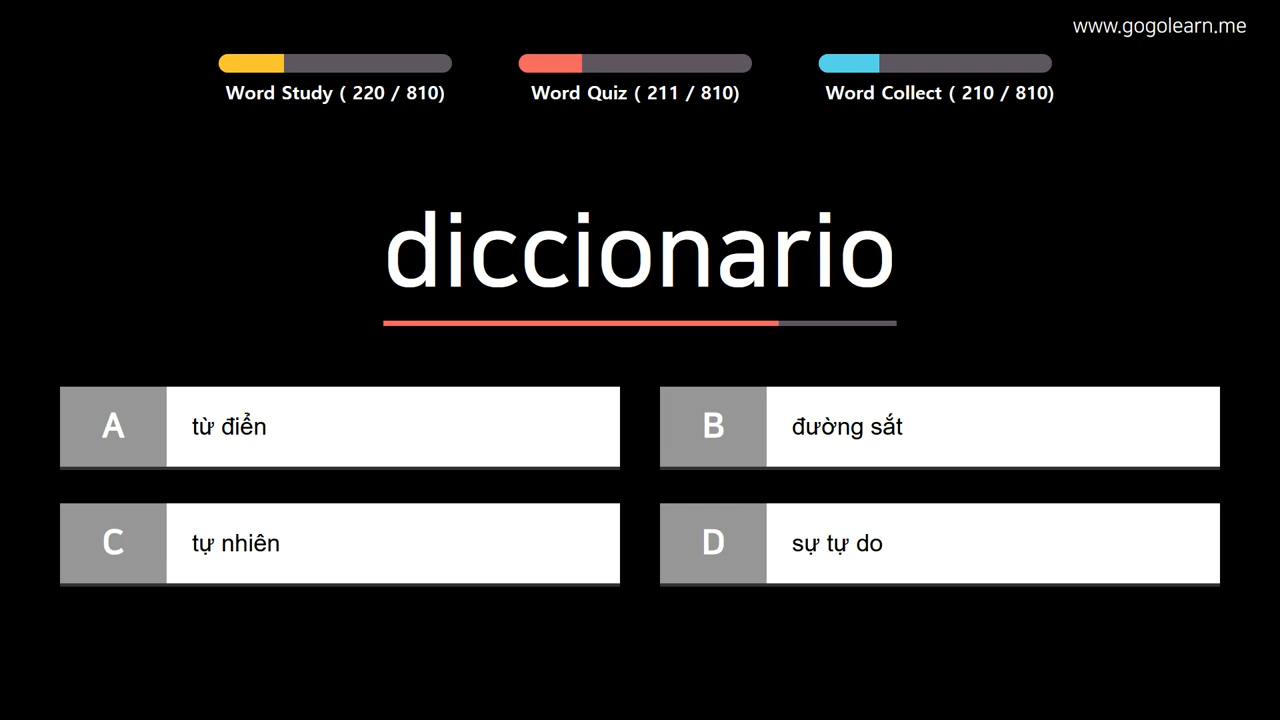 www.gogolearn.me
Word Study ( 220 / 810)
Word Quiz ( 211 / 810)
Word Collect ( 210 / 810)
diccionario
A
từ điển
B
đường sắt
C
tự nhiên
D
sự tự do